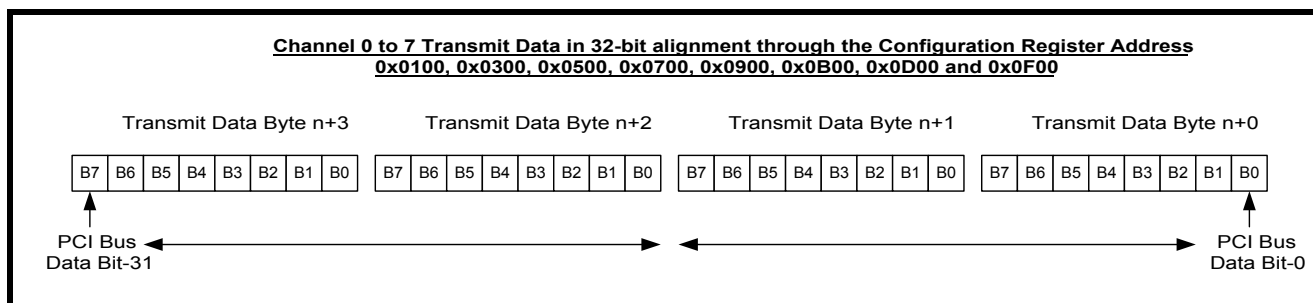 Channel 0 to 7 Transmit Data in 32-bit alignment through the Configuration Register Address
0x0100, 0x0300, 0x0500, 0x0700, 0x0900, 0x0B00, 0x0D00 and 0x0F00
Transmit Data Byte n+3 Transmit Data Byte n+2 Transmit Data Byte n+1 Transmit Data Byte n+0
B7 B6 B5 B4 B3 B2 B1 B0 B7 B6 B5 B4 B3 B2 B1 B0 B7 B6 B5 B4 B3 B2 B1 B0 B7 B6 B5 B4 B3 B2 B1 B0
PCI Bus PCI Bus
Data Bit-31 Data Bit-0